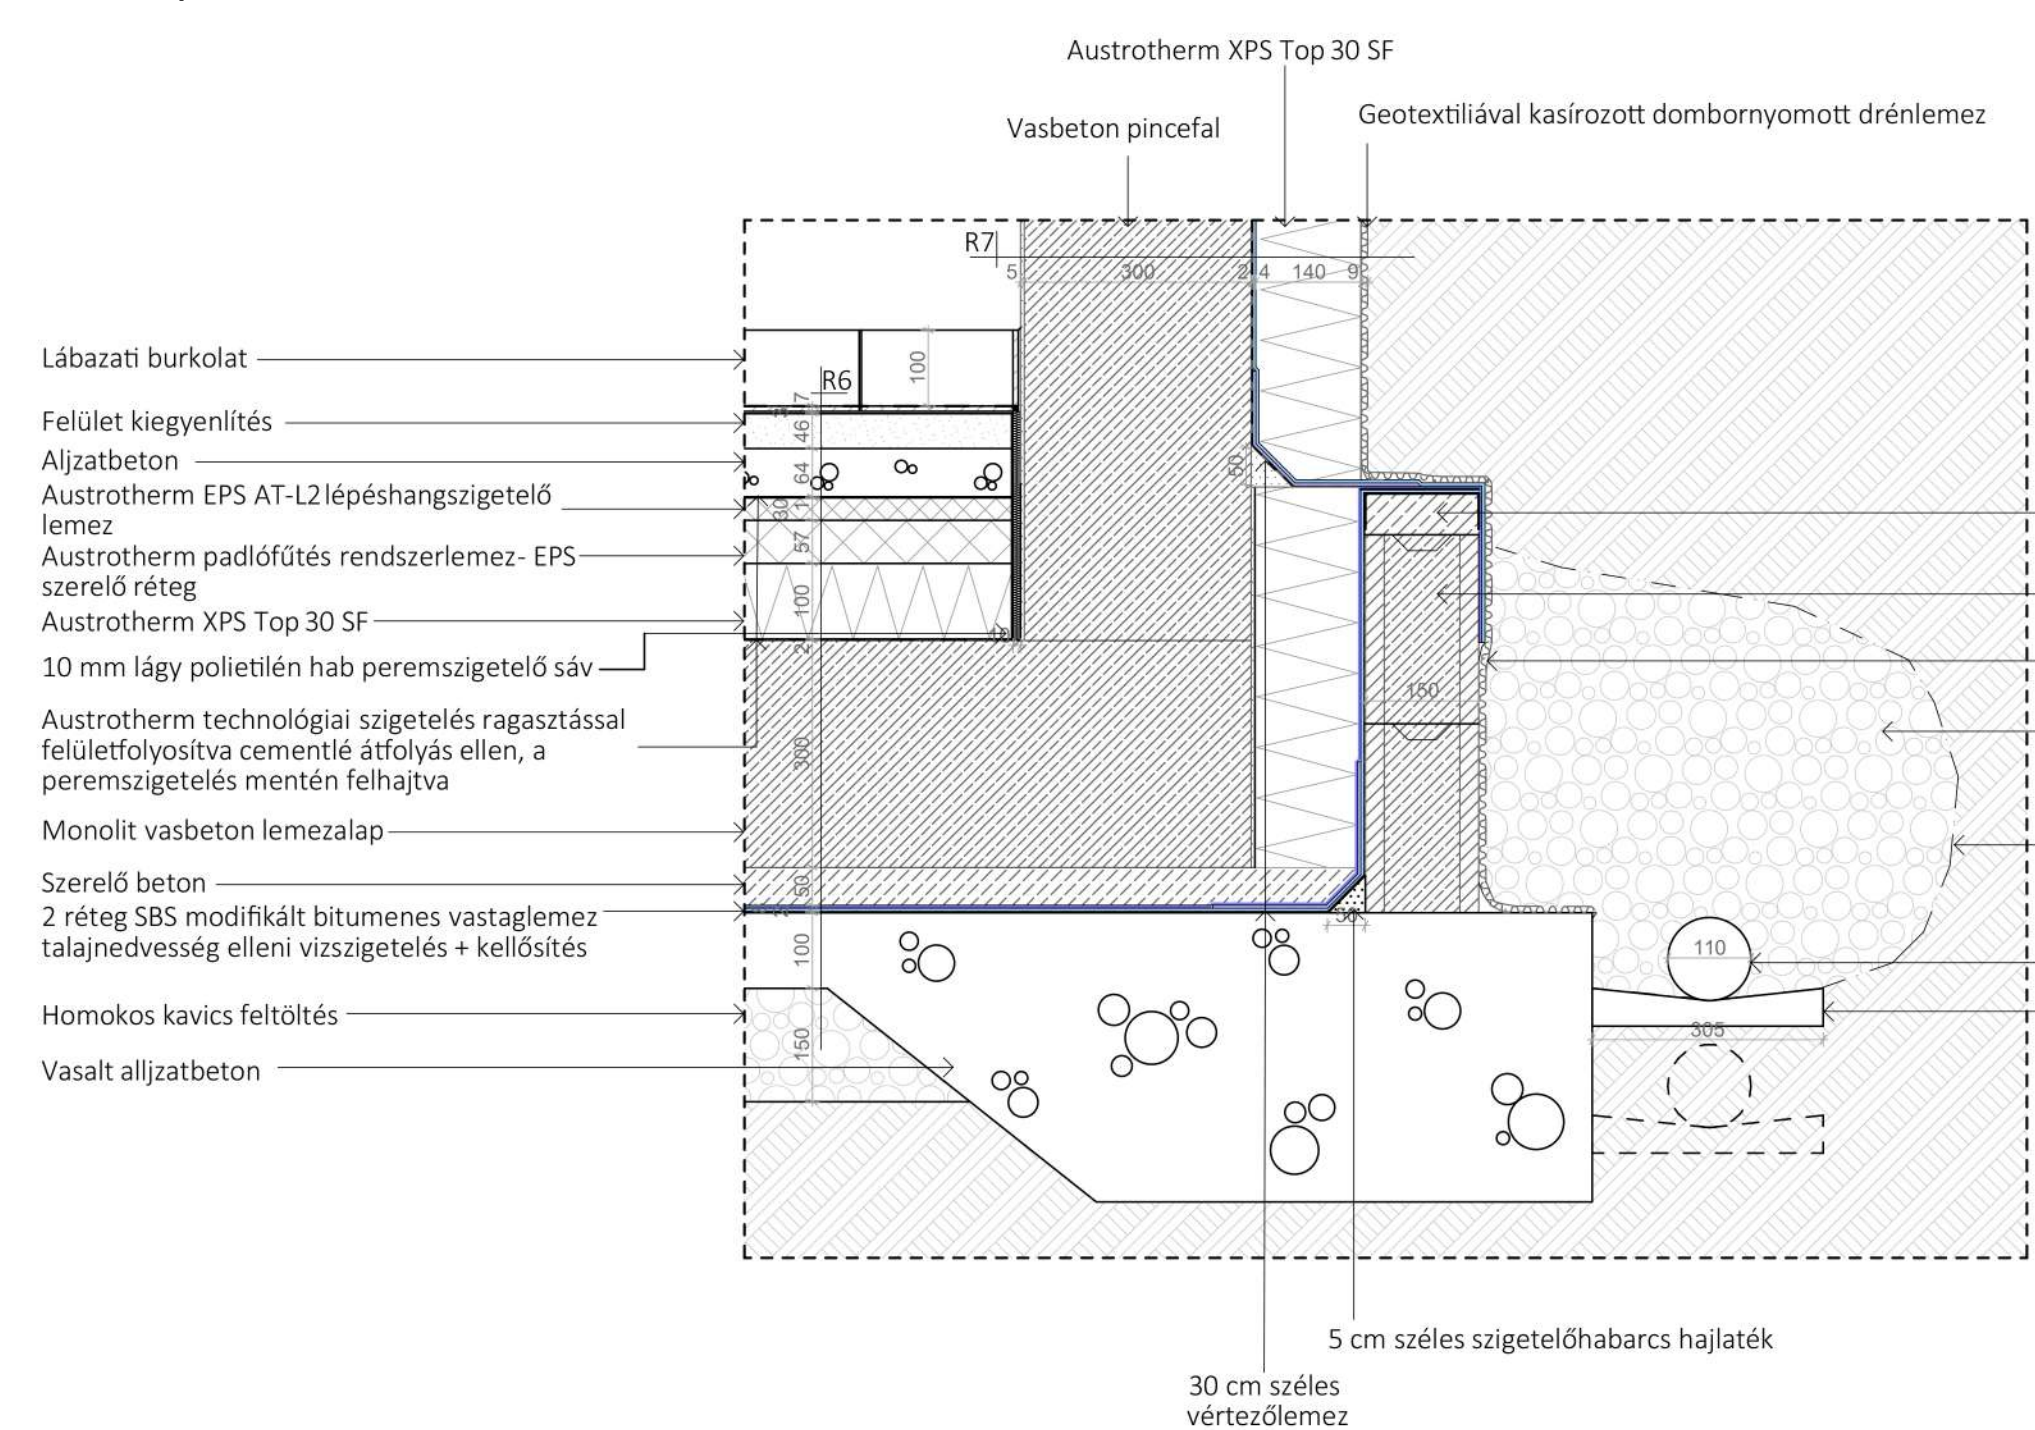 Austrotherm XPS Top 30 SF
Geotextiliával kasírozott dombornyomott drénlemez
Vasbeton pincefal
R7
5
300
2
4
140
9
Lábazati burkolat
100
R6
7
Felület kiegyenlítés
46
Aljzatbeton
64
50
Austrotherm EPS AT-L2 lépéshangszigetelő
lemez
30
1
Austrotherm padlófűtés rendszerlemez- EPS
szerelő réteg
57
Austrotherm XPS Top 30 SF
100
10
2
10 mm lágy polietilén hab peremszigetelő sáv
150
Austrotherm technológiai szigetelés ragasztással
felületfolyosítva cementlé átfolyás ellen, a
peremszigetelés mentén felhajtva
300
Monolit vasbeton lemezalap
Szerelő beton
50
2 réteg SBS modifikált bitumenes vastaglemez
talajnedvesség elleni vizszigetelés + kellősítés
50
100
110
Homokos kavics feltöltés
305
150
Vasalt alljzatbeton
5 cm széles szigetelőhabarcs hajlaték
30 cm széles
vértezőlemez